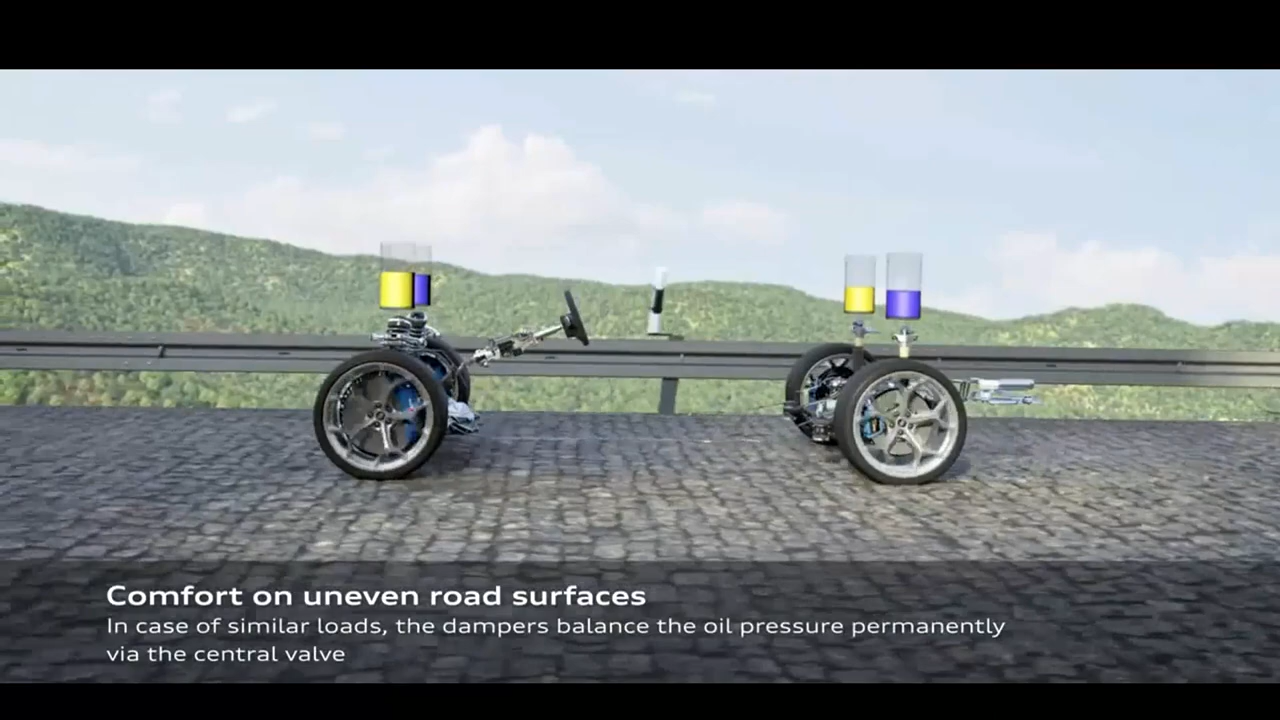 Comfort on uneven road surfaces
In case of similar loads, the dampers balance the oil pressure permanently
via the central valve